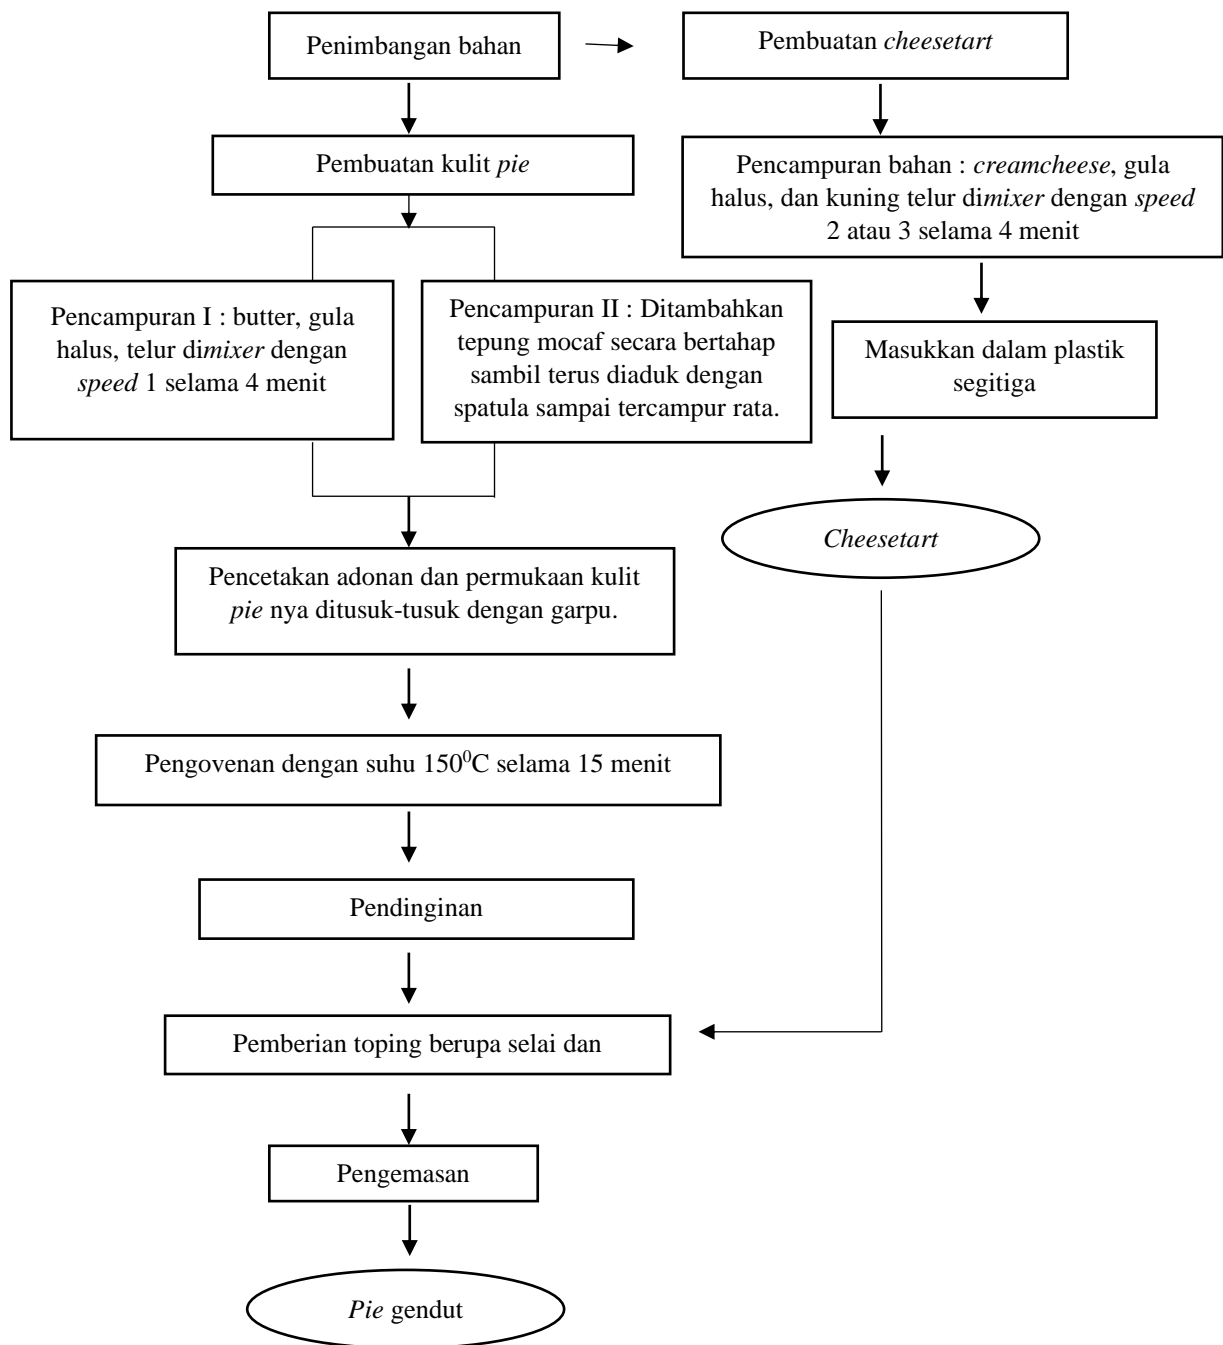 Penimbangan bahan
Pembuatan cheesetart
Pembuatan kulit pie
Pencampuran bahan : creamcheese, gula
halus, dan kuning telur dimixer dengan speed
2 atau 3 selama 4 menit
Pencampuran I : butter, gula
halus, telur dimixer dengan
speed 1 selama 4 menit
Pencampuran II : Ditambahkan
tepung mocaf secara bertahap
sambil terus diaduk dengan
spatula sampai tercampur rata.
Masukkan dalam plastik
segitiga
Cheesetart
Pencetakan adonan dan permukaan kulit
pie nya ditusuk-tusuk dengan garpu.
Pengovenan dengan suhu 150⁰C selama 15 menit
Pendinginan
Pemberian toping berupa selai dan
Pengemasan
Pie gendut